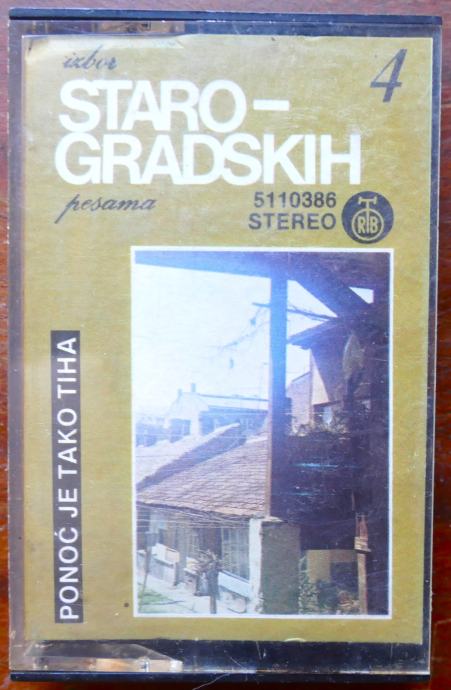 izbor
4
STARO-
GRADSKIH
pesama
5110386
STEREO
RTB
PONOĆ JE TAKO TIHA